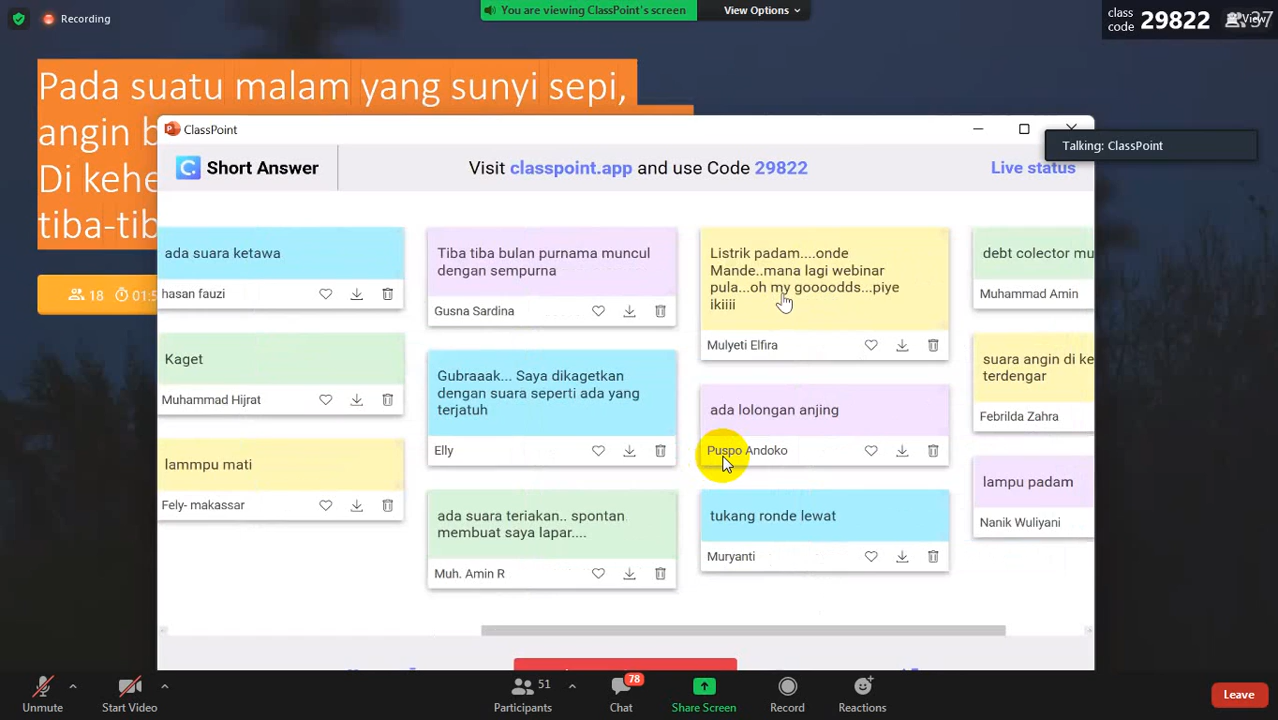 Recording
You are viewing ClassPoint's screen
View Options
class
code
29822
37
View
Pada suatu malam yang sunyi sepi,
angin b
Di kehe
tiba-tib
18
01:5
ClassPoint
Talking: ClassPoint
Short Answer
Visit classpoint.app and use Code 29822
Live status
ada suara ketawa
hasan fauzi
Kaget
Muhammad Hijrat
lammpu mati
Fely- makassar
Tiba tiba bulan purnama muncul
dengan sempurna
Gusna Sardina
Gubraaak... Saya dikagetkan
dengan suara seperti ada yang
terjatuh
Elly
ada suara teriakan.. spontan
membuat saya lapar....
Muh. Amin R
Listrik padam....onde
Mande..mana lagi webinar
pula...oh my goooodds...piye
ikiiii
Mulyeti Elfira
ada lolongan anjing
Puspo Andoko
tukang ronde lewat
Muryanti
debt colector mu
Muhammad Amin
suara angin di ke
terdengar
Febrilda Zahra
lampu padam
Nanik Wuliyani
Unmute
Start Video
51
Participants
78
Chat
Share Screen
Record
Reactions
Leave